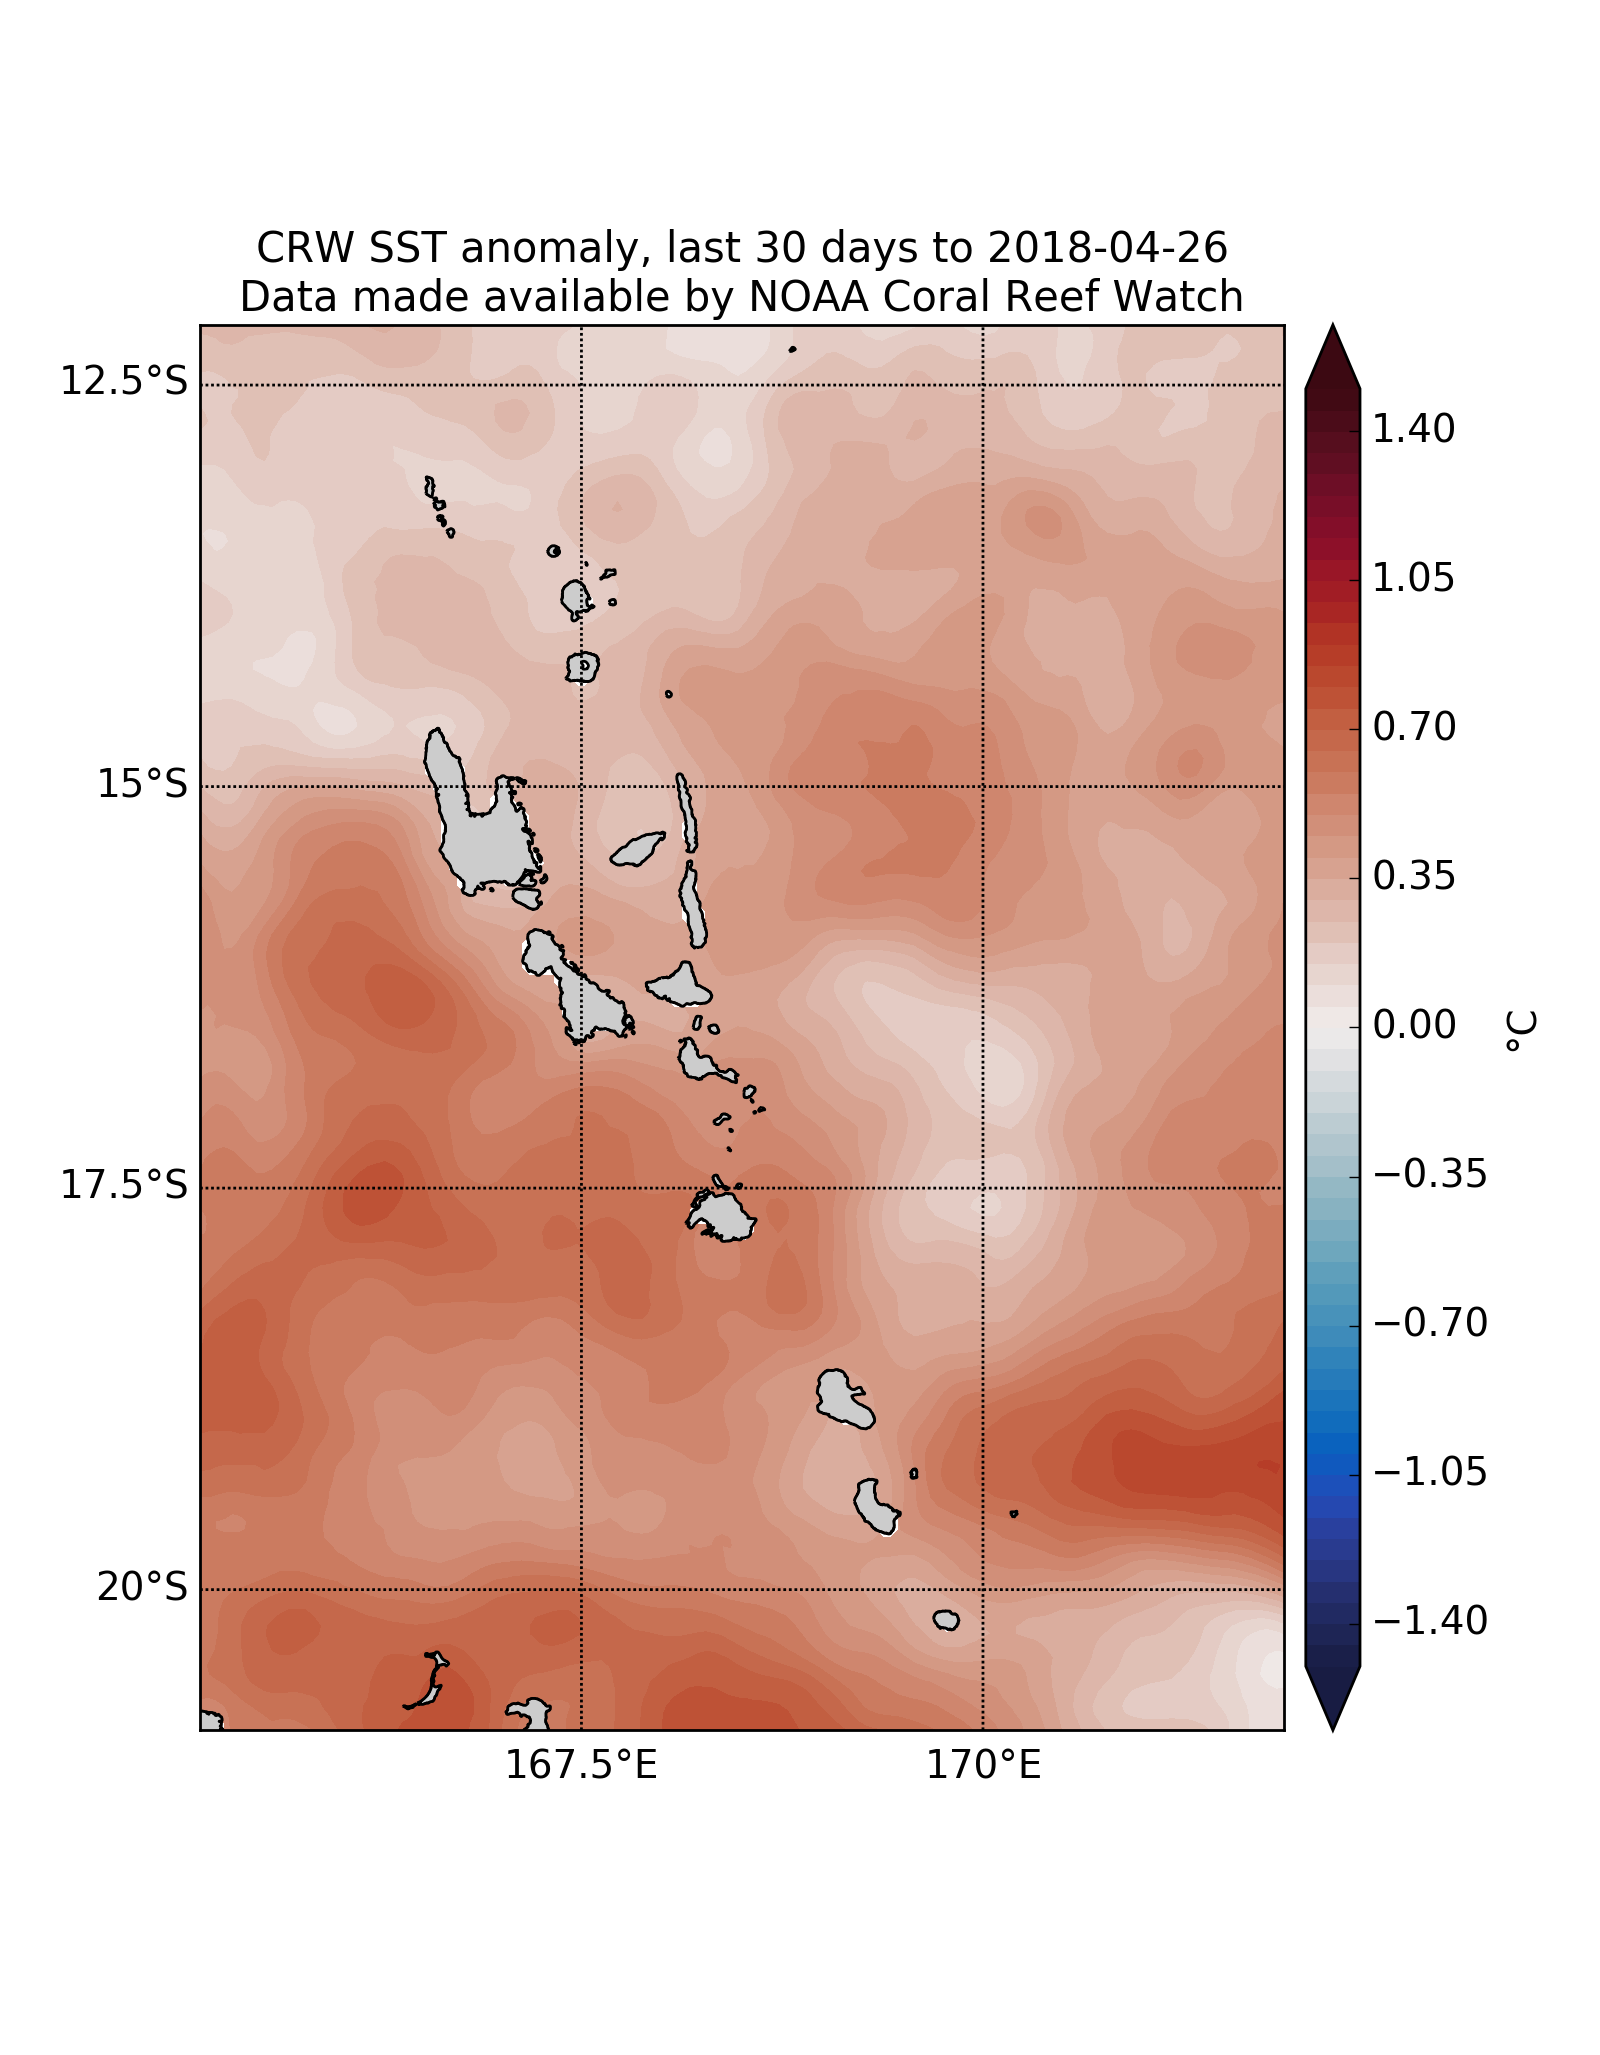 CRW SST anomaly, last 30 days to 2018-04-26
Data made available by NOAA Coral Reef Watch
12.5°S
15°S
17.5°S
20°S
167.5°E
170°E
1.40
1.05
0.70
0.35
0.00
−0.35
−0.70
−1.05
−1.40
°C